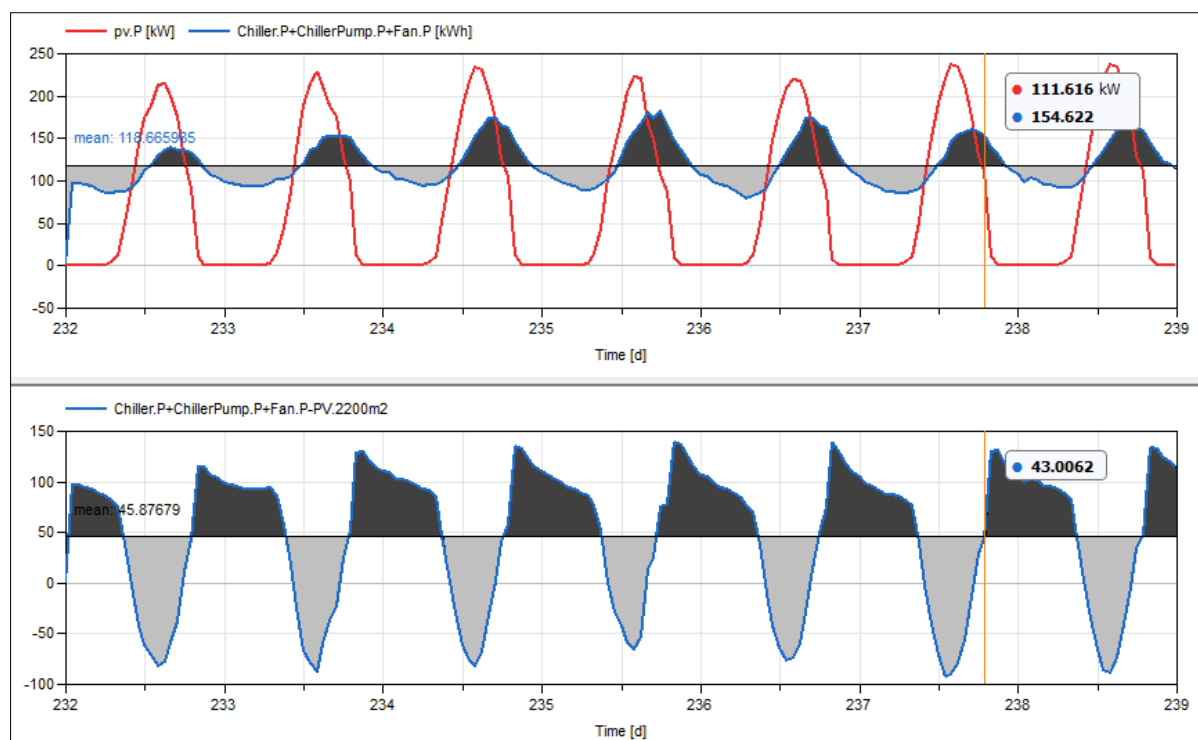 pv.P [kW] Chiller.P+ChillerPump.P+Fan.P [kWh]
250
200
150
100
50
0
-50
mean: 118.665985
111.616 kW
154.622
232 233 234 235 236 237 238 239
Time [d]
Chiller.P+ChillerPump.P+Fan.P-PV.2200m2
150
100
50
0
-50
-100
mean: 45.87679
43.0062
232 233 234 235 236 237 238 239
Time [d]